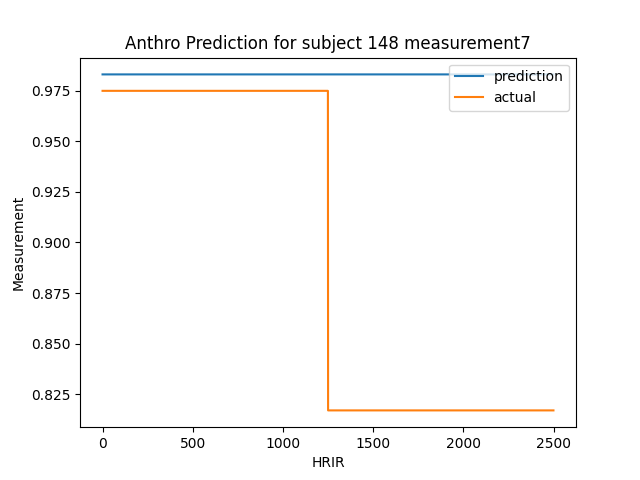 Anthro Prediction for subject 148 measurement7
prediction
actual
0.975
0.950
0.925
0.900
0.875
0.850
0.825
Measurement
0 500 1000 1500 2000 2500
HRIR